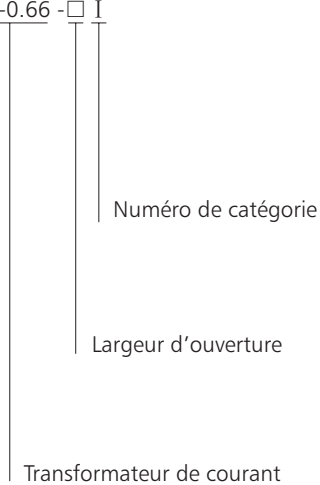 -0.66 -□ I
Numéro de catégorie
Largeur d’ouverture
Transformateur de courant